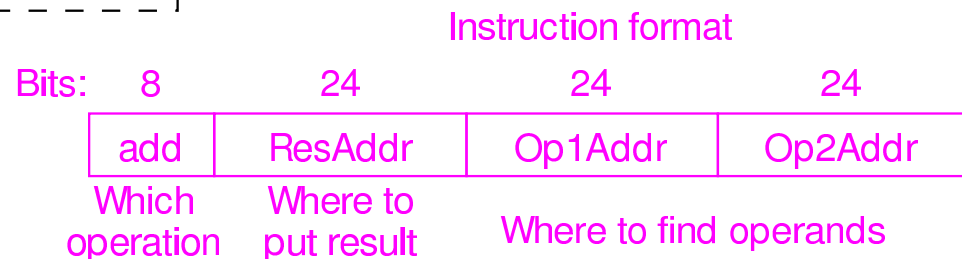 Instruction format
Bits: 8 24 24 24
add ResAddr Op1Addr Op2Addr
Which operation
Where to put result
Where to find operands